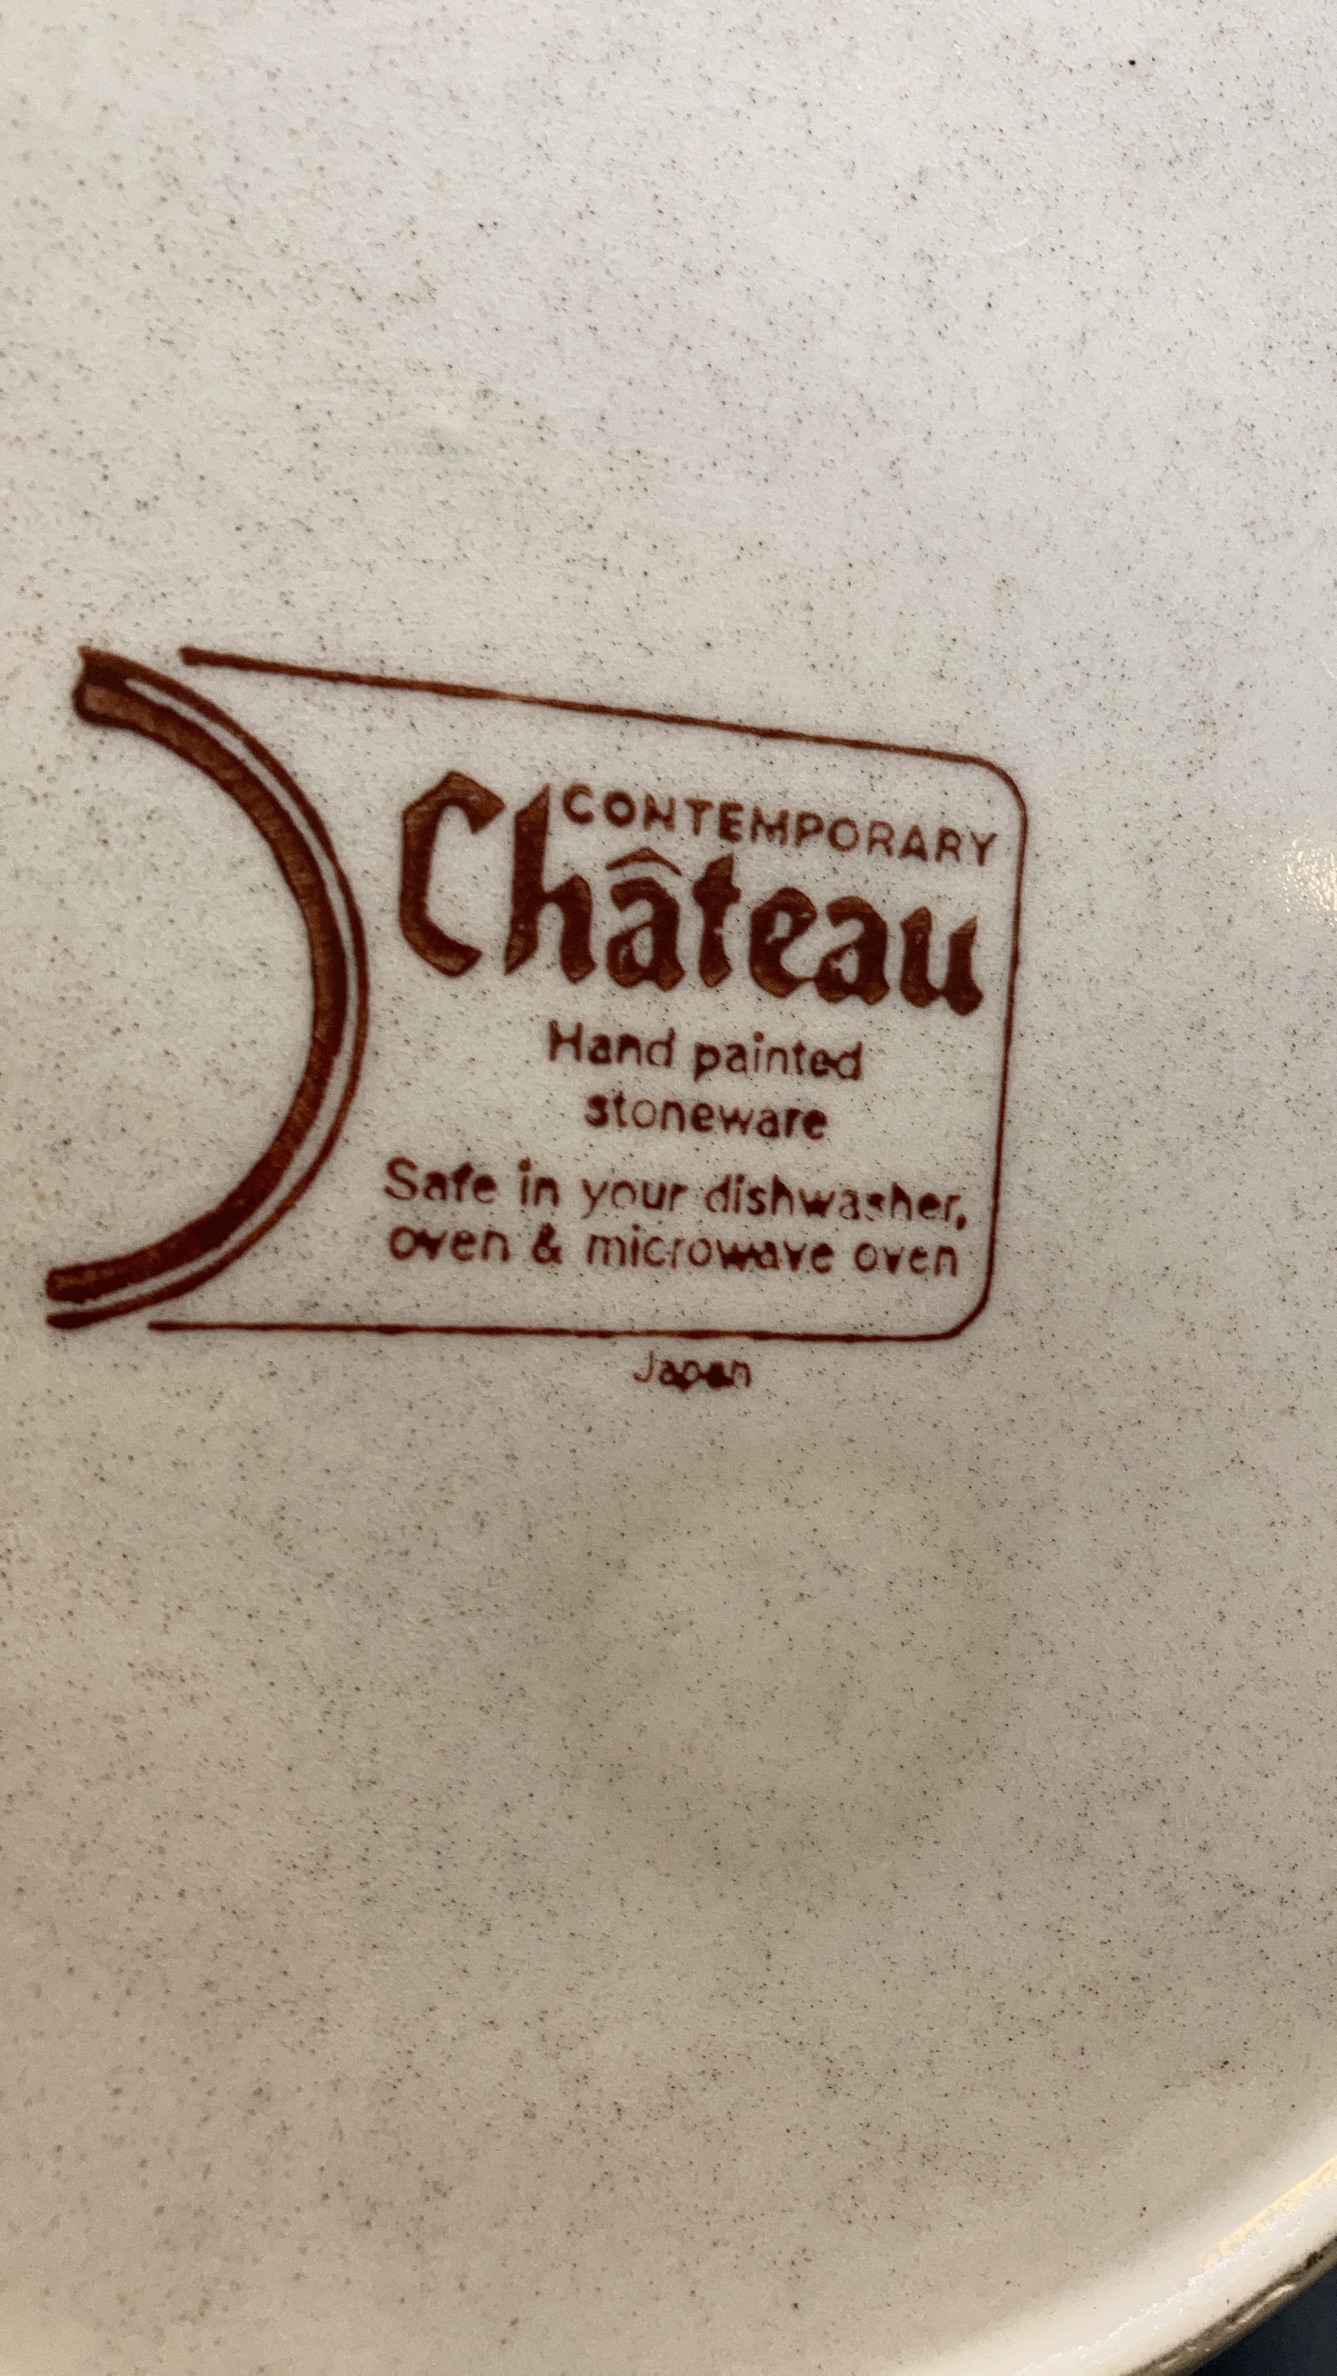 CONTEMPORARY
Château
Hand painted
stoneware
Safe in your dishwasher,
oven & microwave oven
Japan